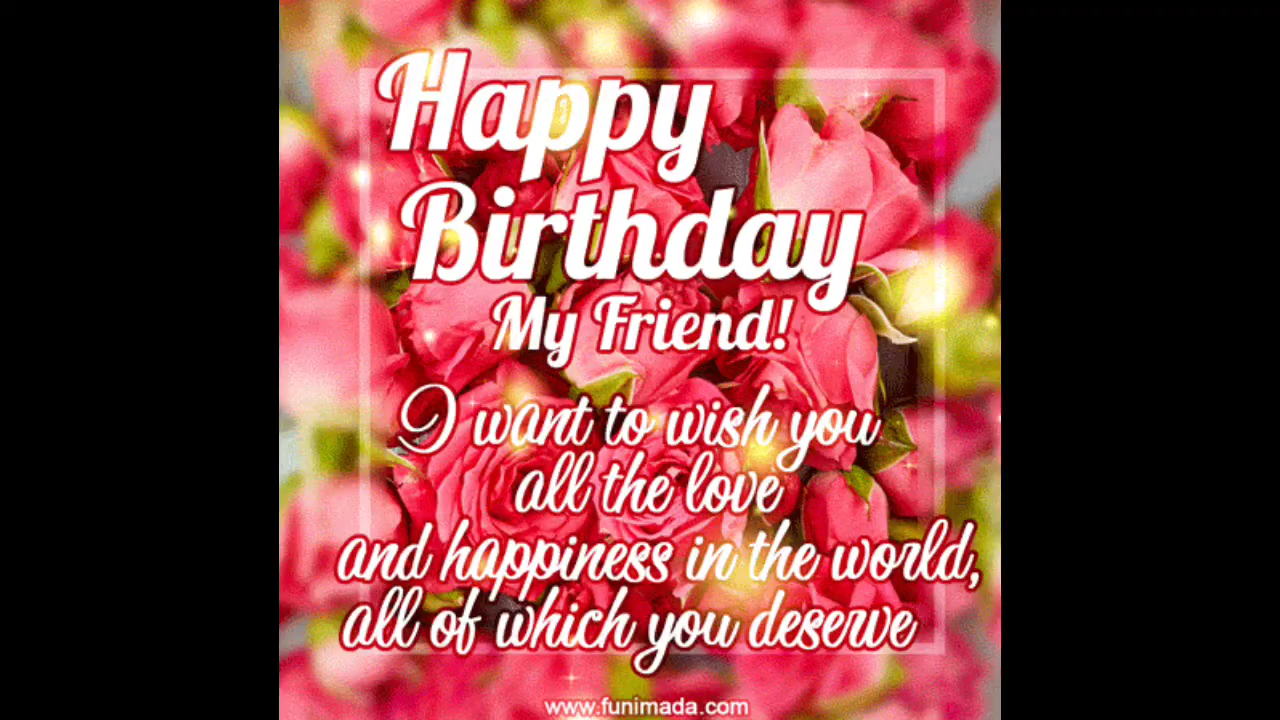 Happy
Birthday
My Friend!
I want to wish you
all the love
and happiness in the world,
all of which you deserve
www.funimada.com